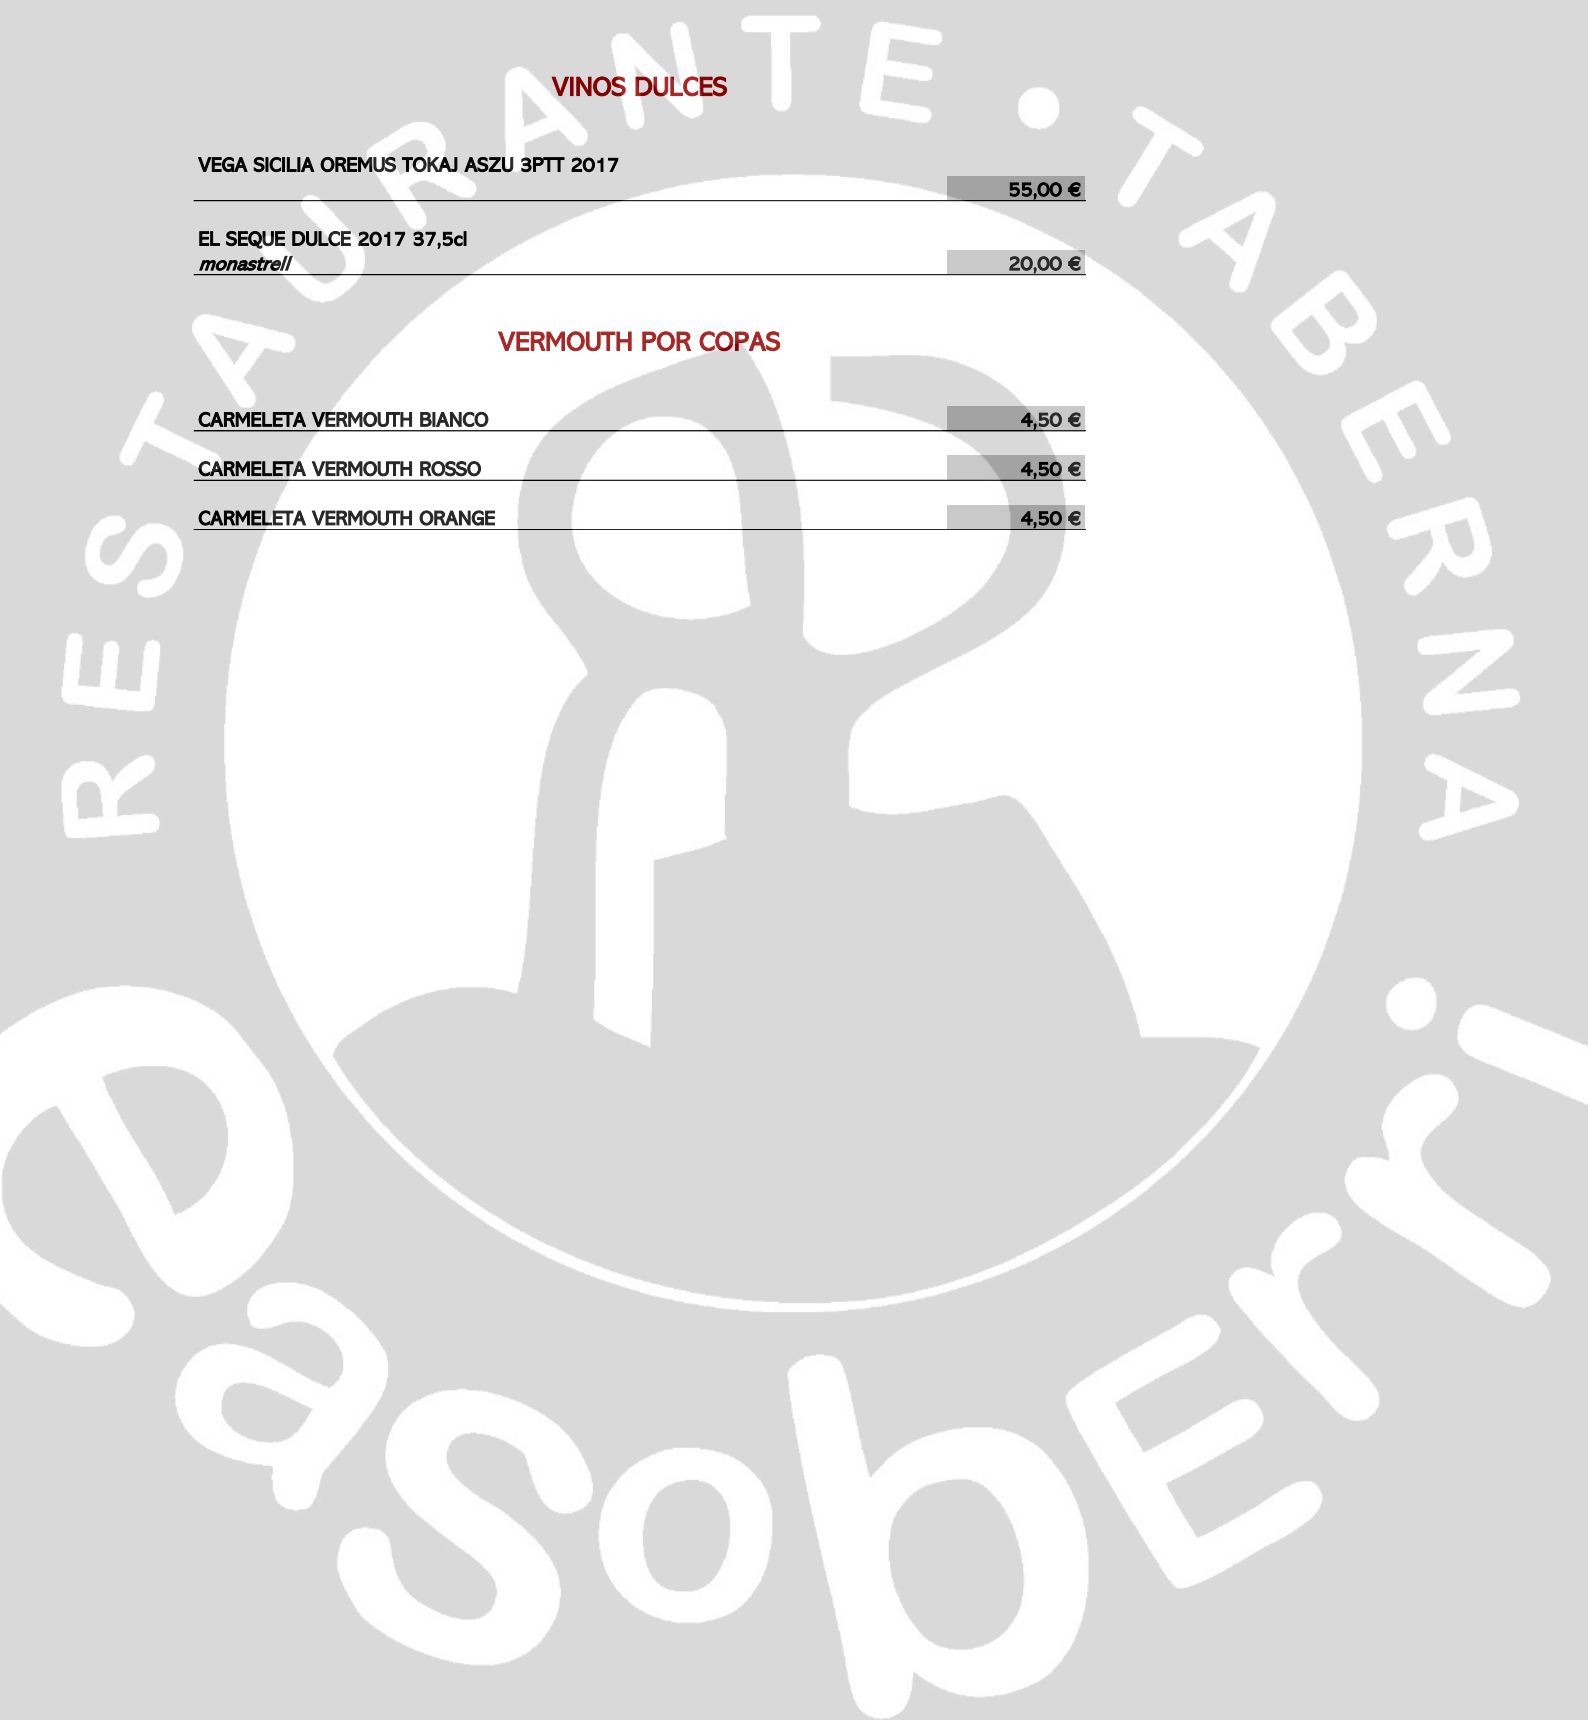 RESTAURANTE • TABERNA
VINOS DULCES
VEGA SICILIA OREMUS TOKAJ ASZU 3PTT 2017
55,00 €
EL SEQUE DULCE 2017 37,5cl
monastrell 20,00 €
VERMOUTH POR COPAS
CARMELETA VERMOUTH BIANCO 4,50 €
CARMELETA VERMOUTH ROSSO 4,50 €
CARMELETA VERMOUTH ORANGE 4,50 €
easobErri